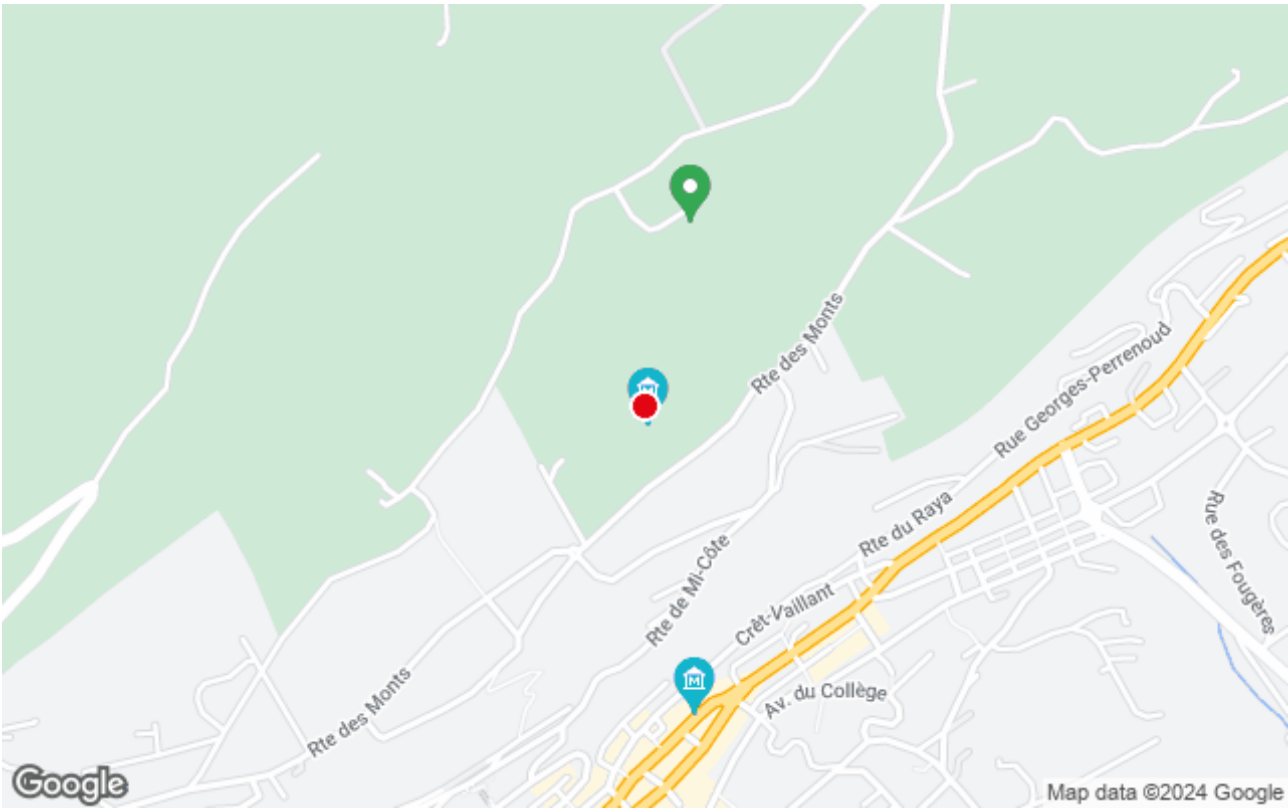 Rte des Monts
Rue Georges-Perrenoud
Rte du Raya
Rue des Fougères
Rte de Mi-Côte
Crêt-Vaillant
Av. du Collège
Rte des Monts
Google
Map data ©2024 Google